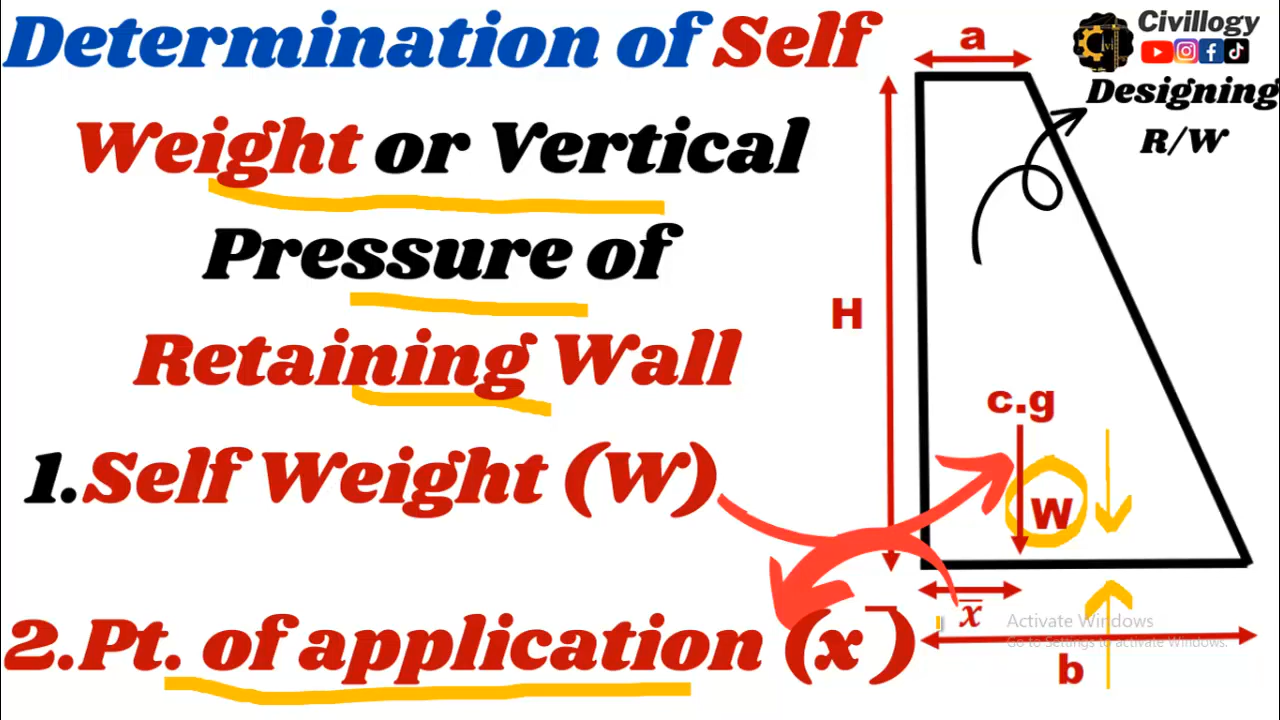 Determination of Self
Weight or Vertical
Pressure of
Retaining Wall
1.Self Weight (W)
2.Pt. of application (x̅)
Civillogy
Designing
R/W
a
H
c.g
W
x̅
b
Activate Windows
Go to Settings to activate Windows.